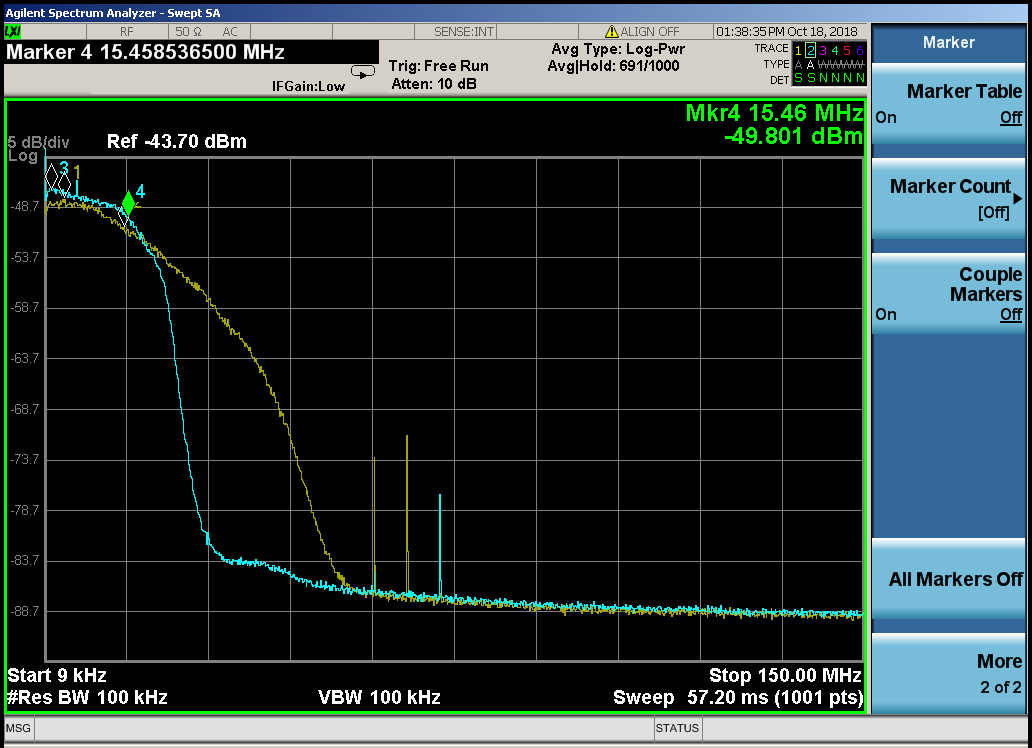 Agilent Spectrum Analyzer - Swept SA
LXI RF 50 Ω AC SENSE:INT ALIGN OFF 01:38:35PM Oct 18, 2018
Marker 4 15.458536500 MHz
IFGain:Low
Trig: Free Run
Atten: 10 dB
Avg Type: Log-Pwr
Avg|Hold: 691/1000
TRACE 1 2 3 4 5 6
TYPE A A
DET S S N N N N
Mkr4 15.46 MHz
-49.801 dBm
5 dB/div
Log
Ref -43.70 dBm
3 1
4
-48.7
-53.7
-58.7
-63.7
-68.7
-73.7
-78.7
-83.7
-88.7
Start 9 kHz
Stop 150.00 MHz
#Res BW 100 kHz
VBW 100 kHz
Sweep 57.20 ms (1001 pts)
MSG
STATUS
Marker
Marker Table
On Off
Marker Count
[Off]
Couple
Markers
On Off
All Markers Off
More
2 of 2